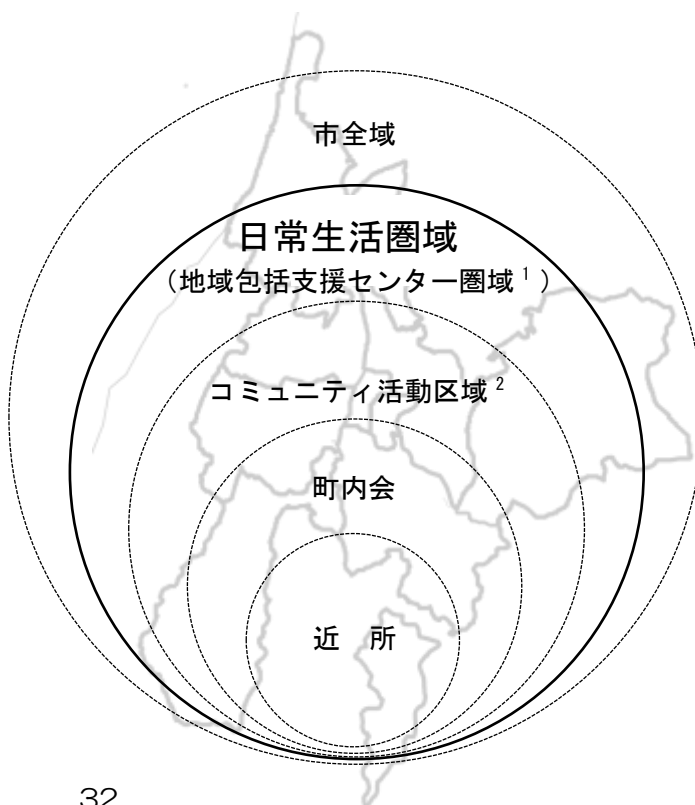 市全域
日常生活圏域
（地域包括支援センター圏域1）
コミュニティ活動区域2
町内会
近　所
32